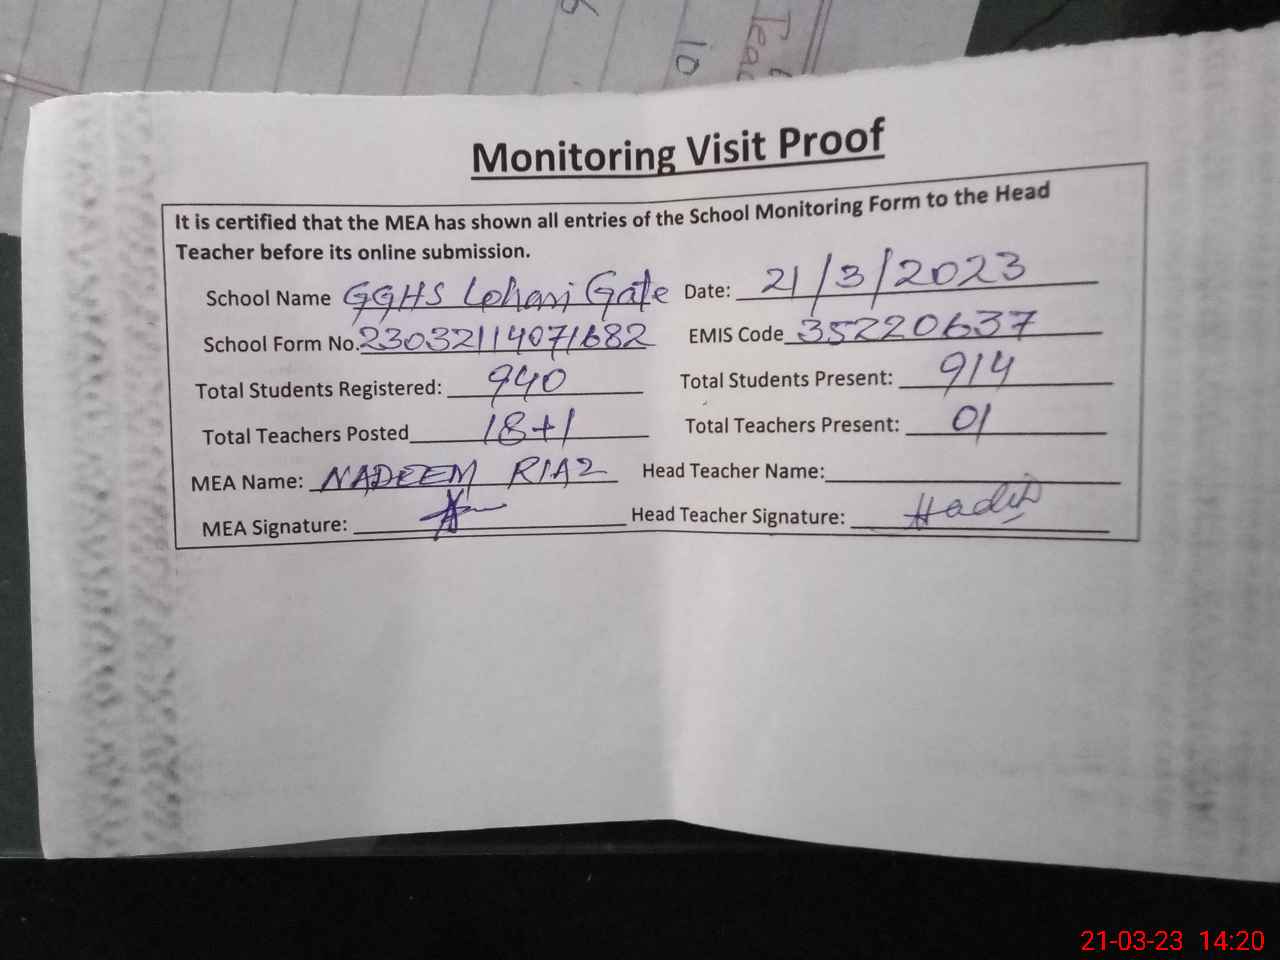 Teac
10
Monitoring Visit Proof
It is certified that the MEA has shown all entries of the School Monitoring Form to the Head
Teacher before its online submission.
School Name GGHS Lohari Gate Date: 21/3/2023
School Form No. 23032114071682 EMIS Code 35220637
Total Students Registered: 940 Total Students Present: 914
Total Teachers Posted 18+1 Total Teachers Present: 01
MEA Name: NADEEM RIAZ Head Teacher Name:
MEA Signature: Head Teacher Signature:
21-03-23 14:20